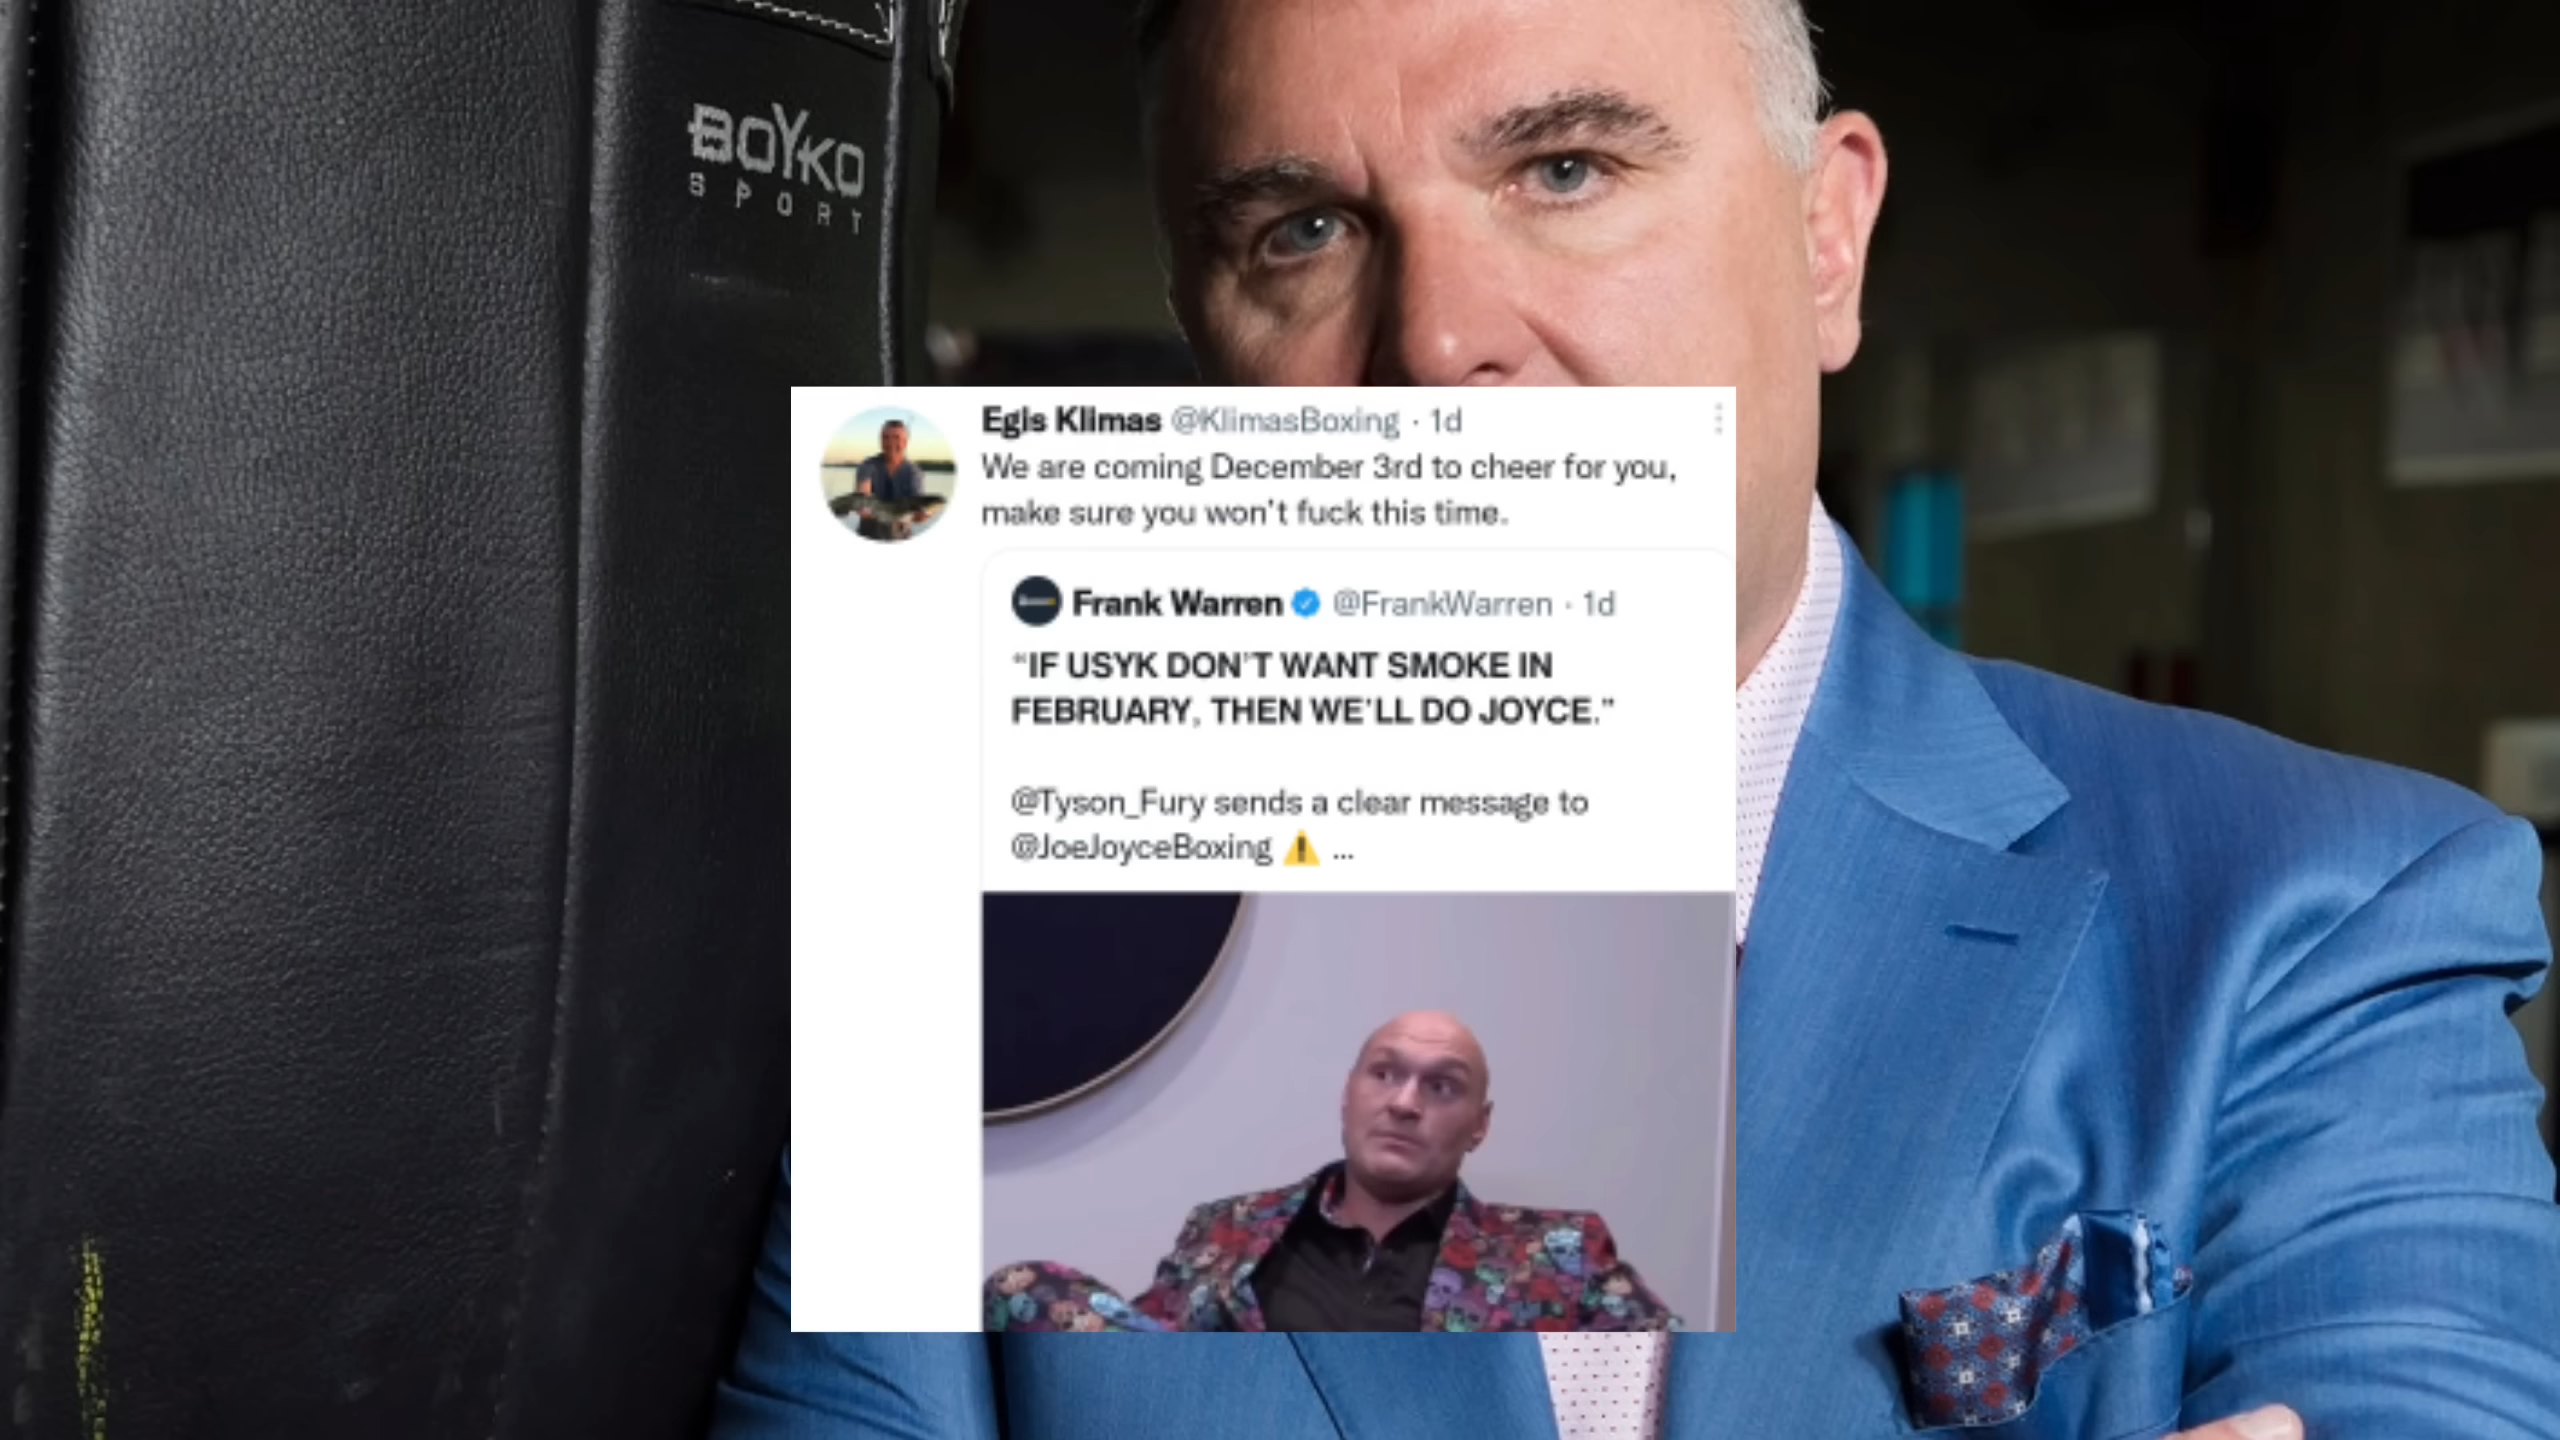 BOYKO
SPORT
Egis Klimas @KlimasBoxing · 1d
We are coming December 3rd to cheer for you,
make sure you won't fuck this time.
Frank Warren @FrankWarren · 1d
“IF USYK DON'T WANT SMOKE IN
FEBRUARY, THEN WE'LL DO JOYCE.”
@Tyson_Fury sends a clear message to
@JoeJoyceBoxing ⚠️ ...